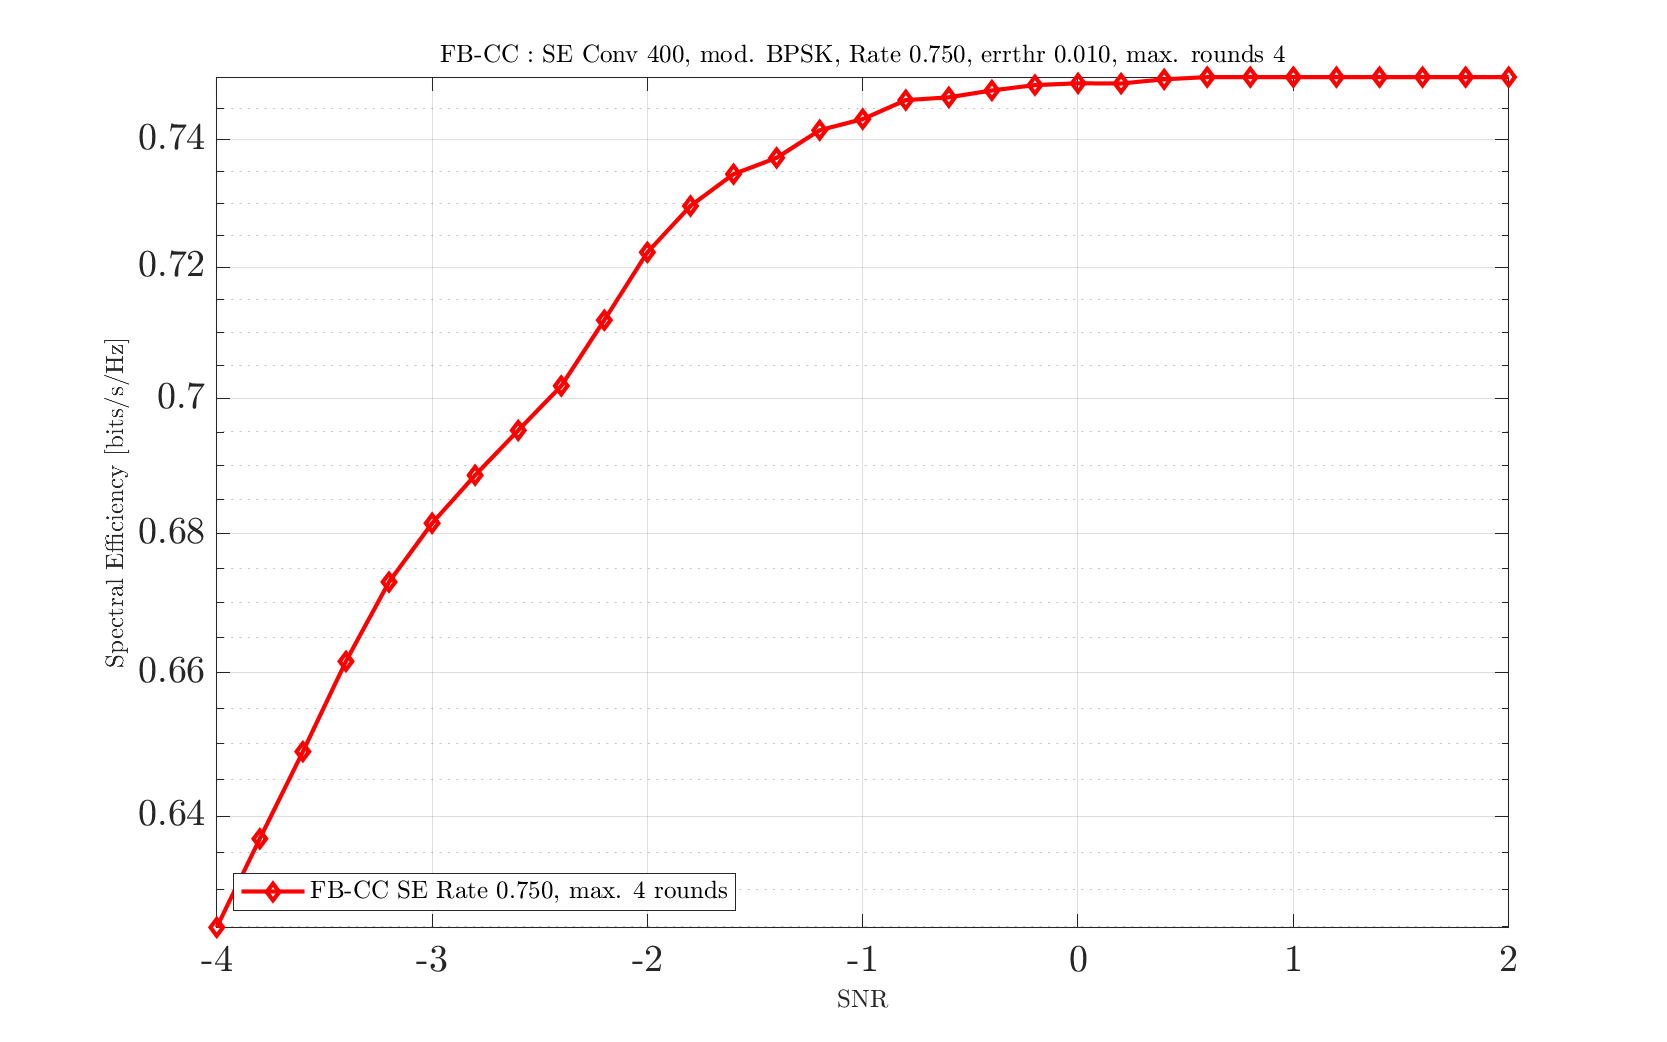 FB-CC : SE Conv 400, mod. BPSK, Rate 0.750, errthr 0.010, max. rounds 4
Spectral Efficiency [bits/s/Hz]
0.74
0.72
0.7
0.68
0.66
0.64
FB-CC SE Rate 0.750, max. 4 rounds
-4 -3 -2 -1 0 1 2
SNR